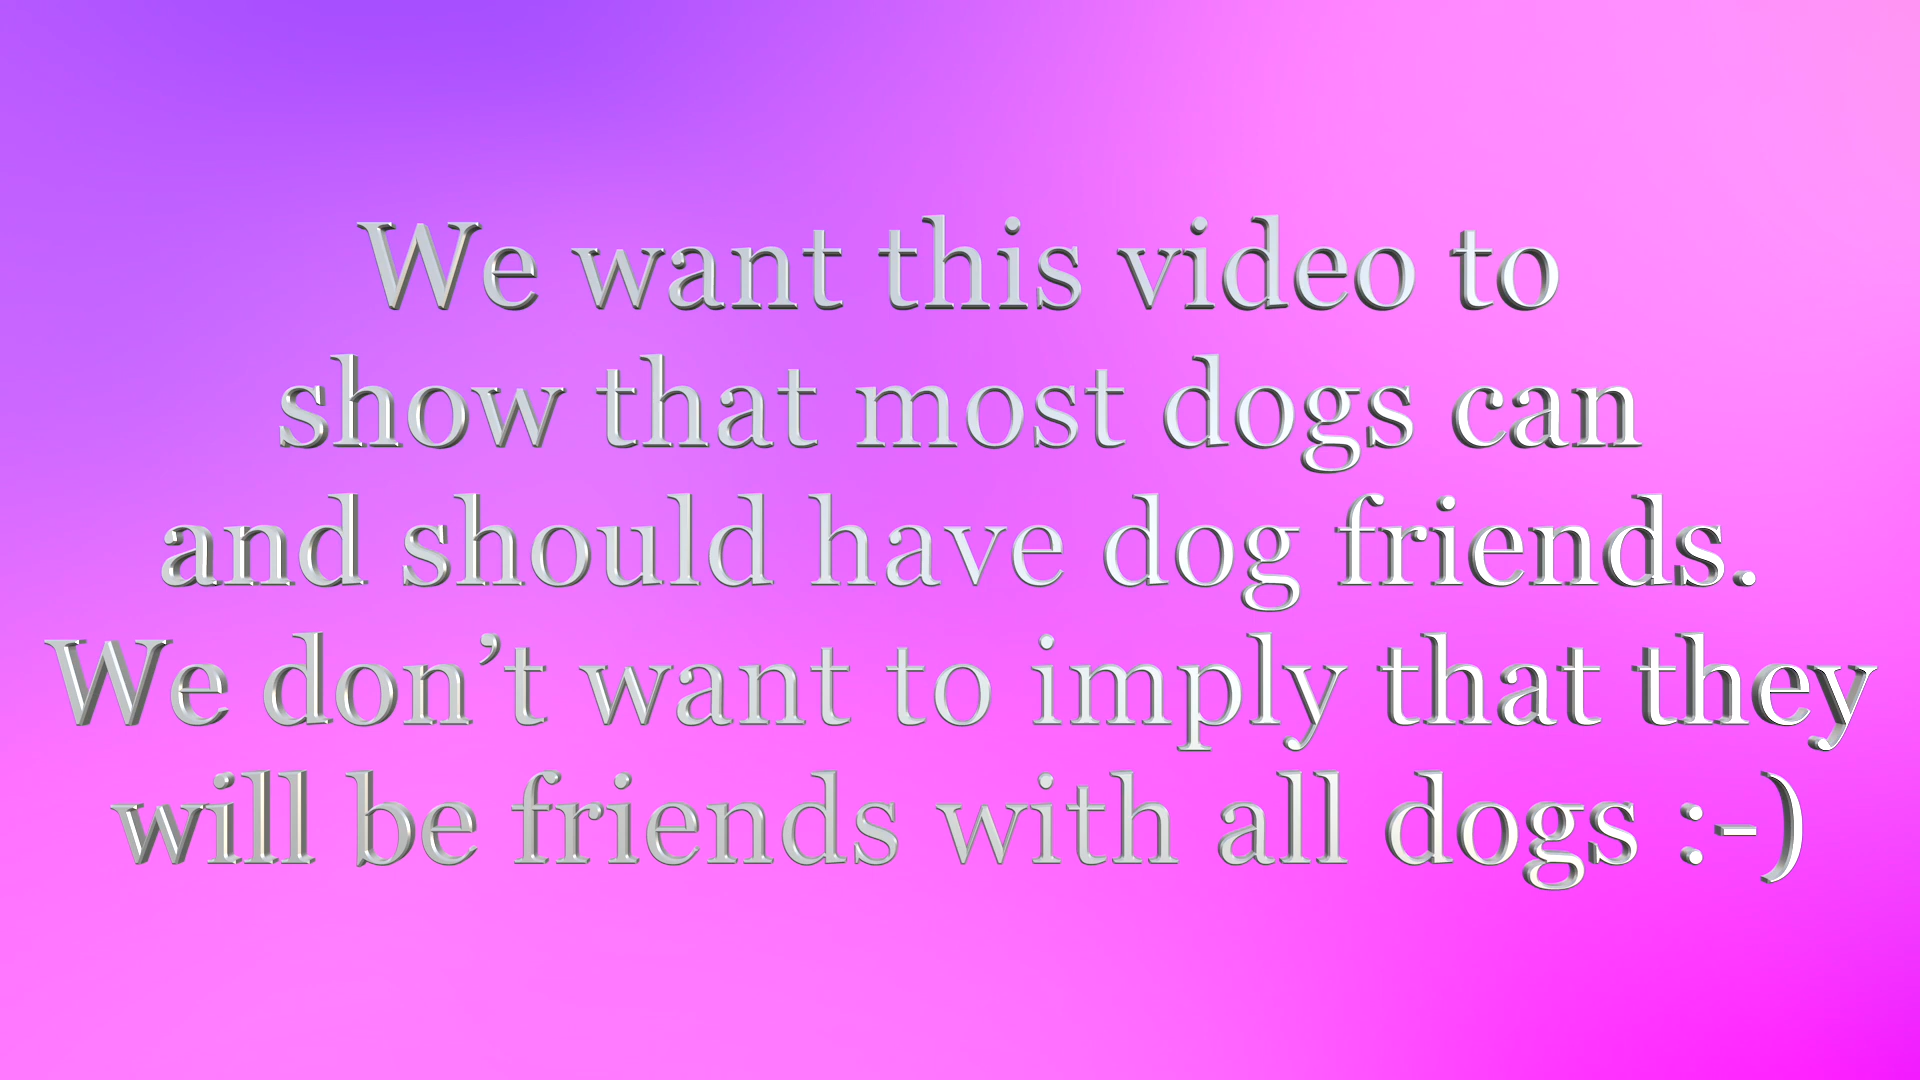 We want this video to
show that most dogs can
and should have dog friends.
We don’t want to imply that they
will be friends with all dogs :-)